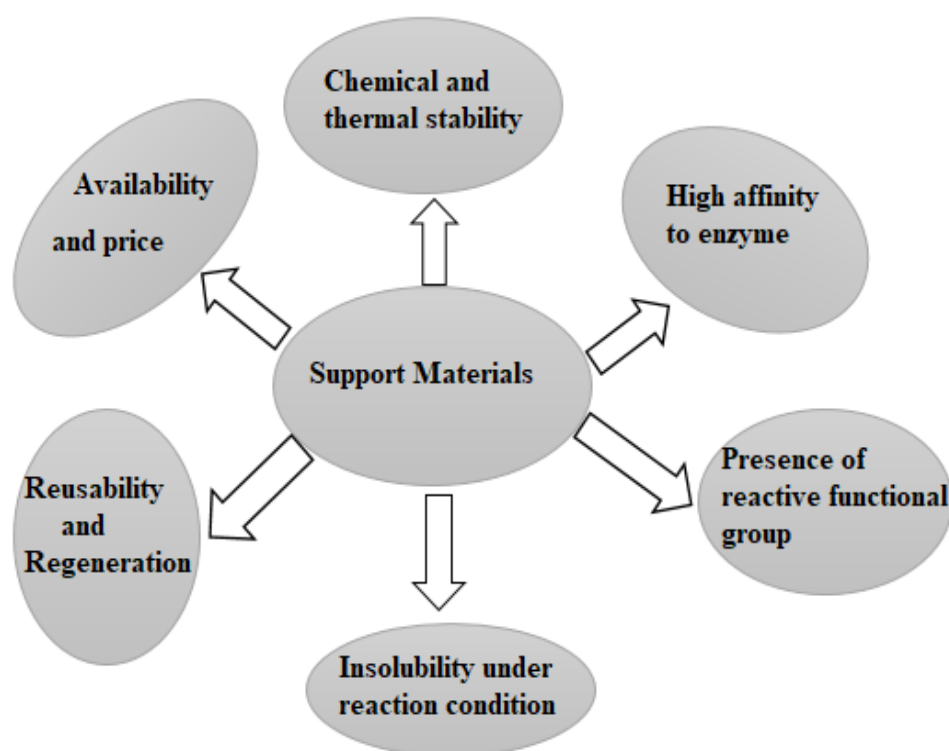 Chemical and
thermal stability
Availability
and price
High affinity
to enzyme
Support Materials
Presence of
reactive functional
group
Reusability
and
Regeneration
Insolubility under
reaction condition